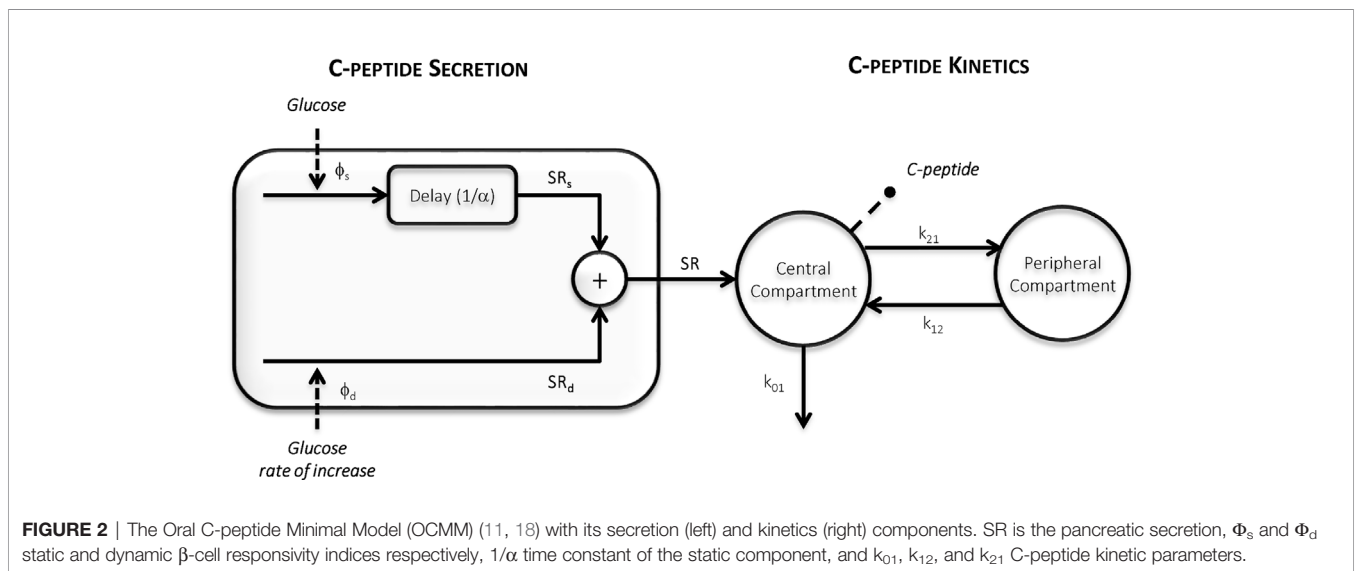 C-PEPTIDE SECRETION
C-PEPTIDE KINETICS
Glucose
ϕs
Delay (1/α)
SRs
+
SR
SRd
ϕd
Glucose
rate of increase
C-peptide
Central
Compartment
k21
k12
k01
Peripheral
Compartment
FIGURE 2 | The Oral C-peptide Minimal Model (OCMM) (11, 18) with its secretion (left) and kinetics (right) components. SR is the pancreatic secretion, Φs and Φd
static and dynamic β-cell responsivity indices respectively, 1/α time constant of the static component, and k01, k12, and k21 C-peptide kinetic parameters.